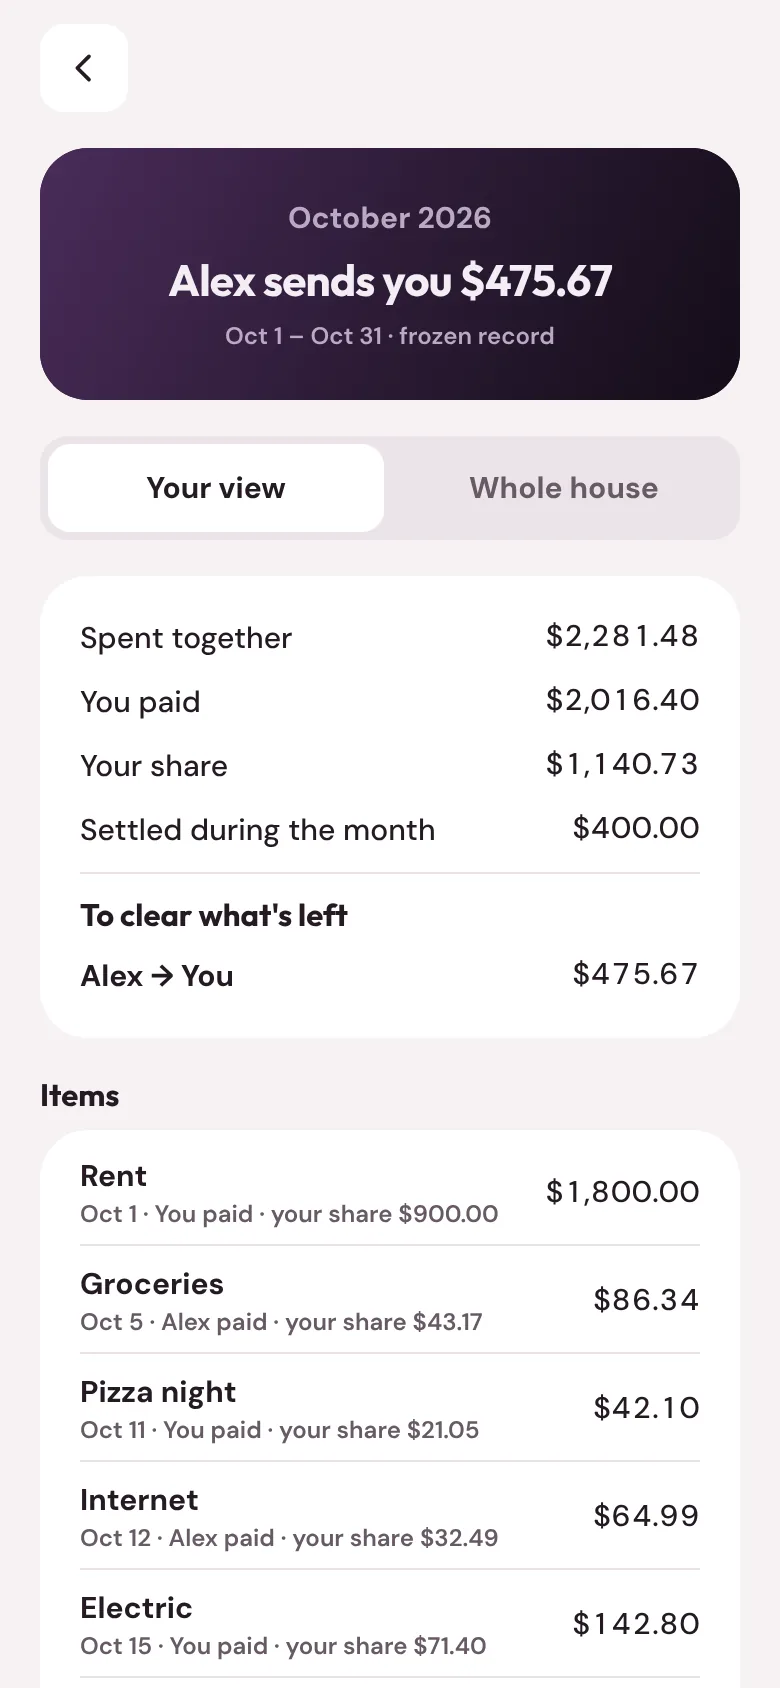 October 2026
Alex sends you $475.67
Oct 1 – Oct 31 · frozen record
Your view
Whole house
Spent together $2,281.48
You paid $2,016.40
Your share $1,140.73
Settled during the month $400.00
To clear what's left
Alex → You $475.67
Items
Rent $1,800.00
Oct 1 · You paid · your share $900.00
Groceries $86.34
Oct 5 · Alex paid · your share $43.17
Pizza night $42.10
Oct 11 · You paid · your share $21.05
Internet $64.99
Oct 12 · Alex paid · your share $32.49
Electric $142.80
Oct 15 · You paid · your share $71.40